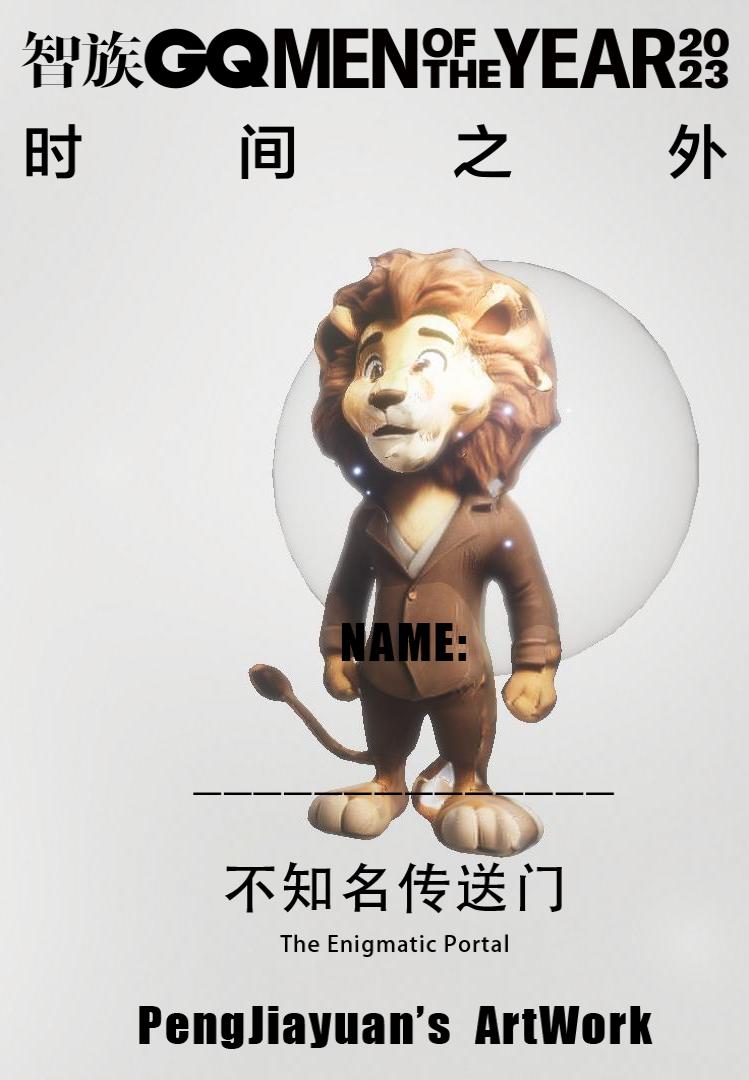 智族GQ MEN OF THE YEAR 2023
时间之外
NAME:
______________
不知名传送门
The Enigmatic Portal
PengJiayuan’s ArtWork